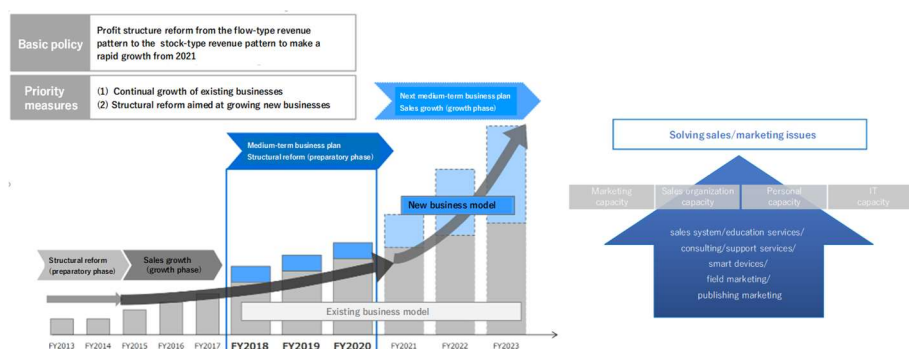 Basic policy
Profit structure reform from the flow-type revenue
pattern to the stock-type revenue pattern to make a
rapid growth from 2021
Priority
measures
(1) Continual growth of existing businesses
(2) Structural reform aimed at growing new businesses
Next medium-term business plan
Sales growth (growth phase)
Medium-term business plan
Structural reform (preparatory phase)
New business model
Structural reform
(preparatory phase)
Sales growth
(growth phase)
Existing business model
FY2013 FY2014 FY2015 FY2016 FY2017 FY2018 FY2019 FY2020 FY2021 FY2022 FY2023
Solving sales/marketing issues
Marketing
capacity
Sales organization
capacity
Personal
capacity
IT
capacity
sales system/education services/
consulting/support services/
smart devices/
field marketing/
publishing marketing